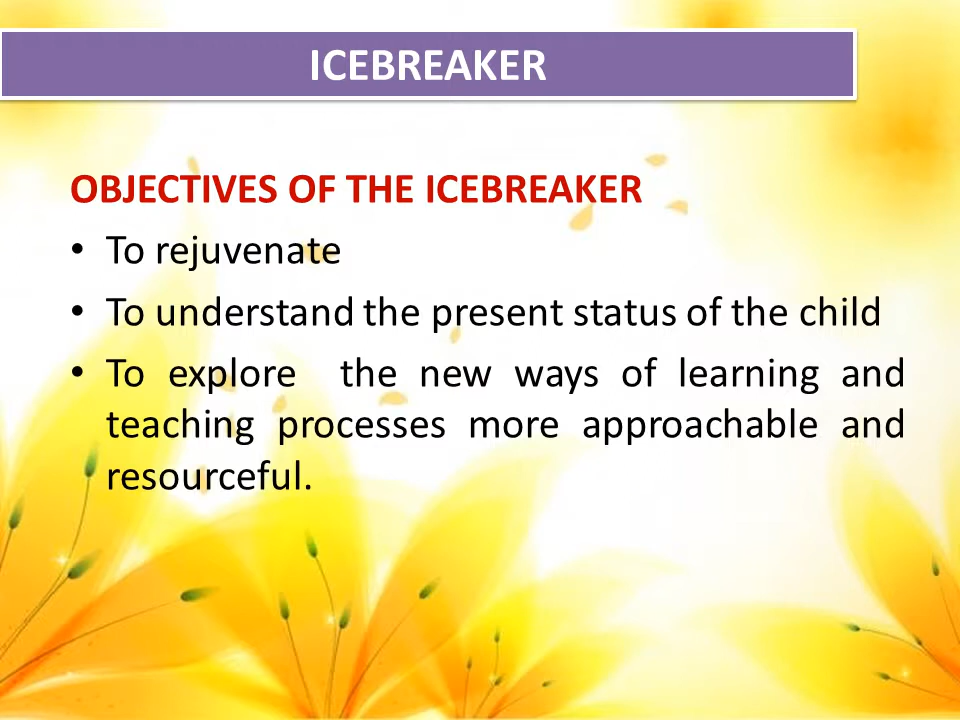 ICEBREAKER
OBJECTIVES OF THE ICEBREAKER
• To rejuvenate
• To understand the present status of the child
• To explore the new ways of learning and
teaching processes more approachable and
resourceful.